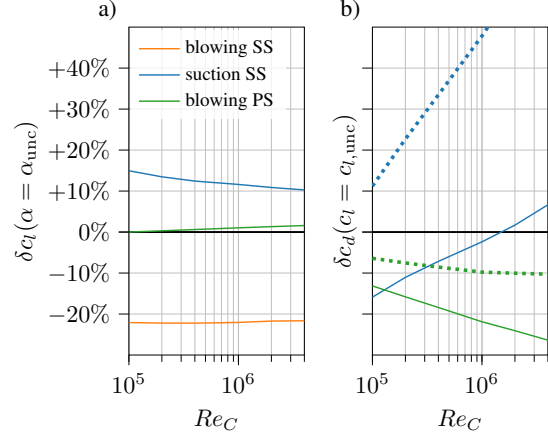 a)
b)
blowing SS
suction SS
blowing PS
+40%
+30%
+20%
+10%
0%
−10%
−20%
δc_l(α = α_unc)
δc_d(c_l = c_{l,unc})
10^5
10^6
10^5
10^6
Re_C
Re_C